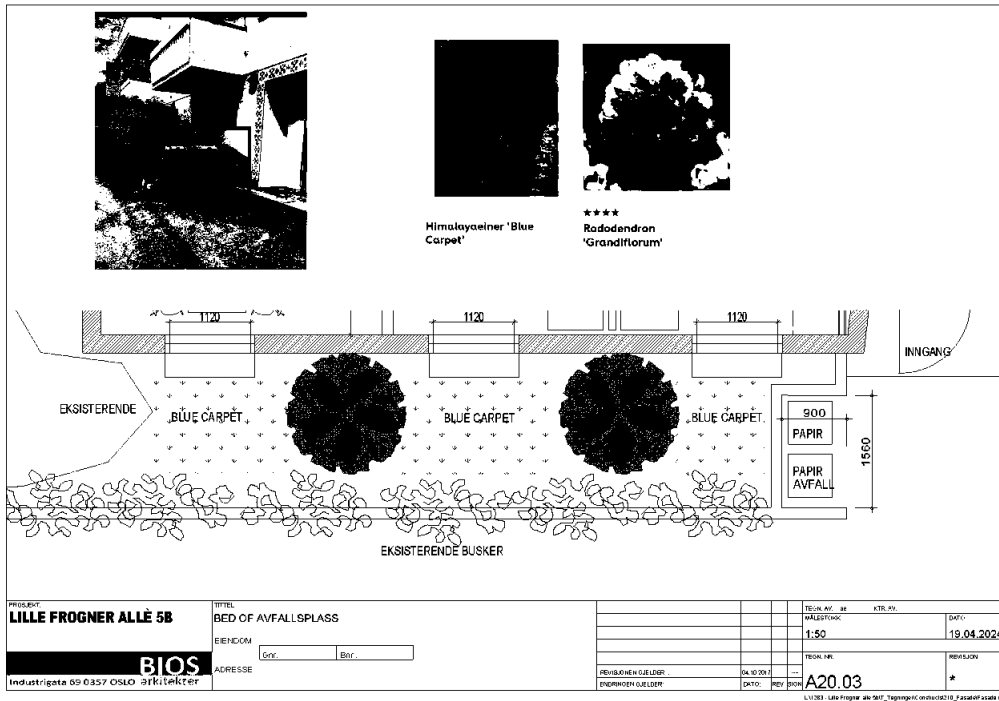 Himalayaeiner 'Blue
Carpet'
★★★★
Rododendron
'Grandiflorum'
1120
1120
1120
INNGANG
EKSISTERENDE
BLUE CARPET
BLUE CARPET
BLUE CARPET
900
PAPIR
1560
PAPIR
AVFALL
EKSISTERENDE BUSKER
PROSJEKT.
LILLE FROGNER ALLÈ 5B
BIOS
Industrigata 69 0357 OSLO arkitekter
TITTEL
BED OF AVFALLSPLASS
EIENDOM
Gnr.
Bnr.
ADRESSE
REVISJONEN GJELDER
04.10.2017
ENDRINGEN GJELDER
DATO:
REV
SIGN
TEGN. AV.
KTR. AV.
MÅLESTOKK
DATO
1:50
19.04.2024
TEGN. NR.
REVISJON
A20.03
*